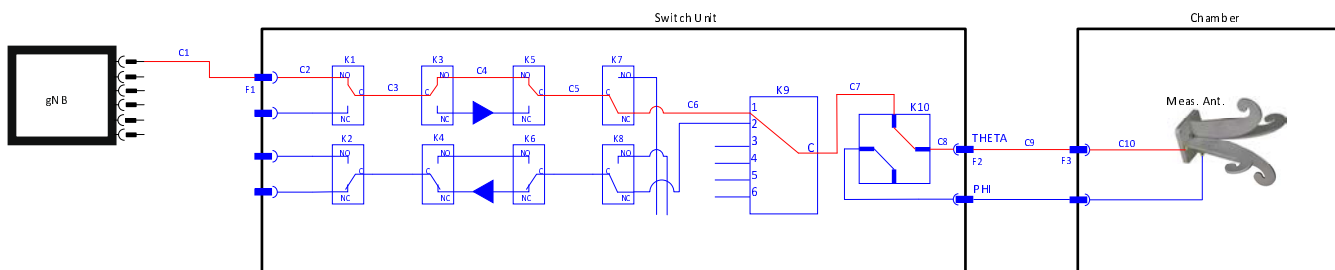 Switch Unit
Chamber
gNB
C1
F1
C2
K1
NO
C
NC
C3
K3
NO
C
NC
C4
K5
NO
C
NC
C5
K7
NO
C
NC
C6
K2
NO
C
NC
K4
NO
C
NC
K6
NO
C
NC
K8
NO
C
NC
K9
1
2
3
4
5
6
C
C7
K10
C8
THETA
F2
PHI
C9
F3
C10
Meas. Ant.